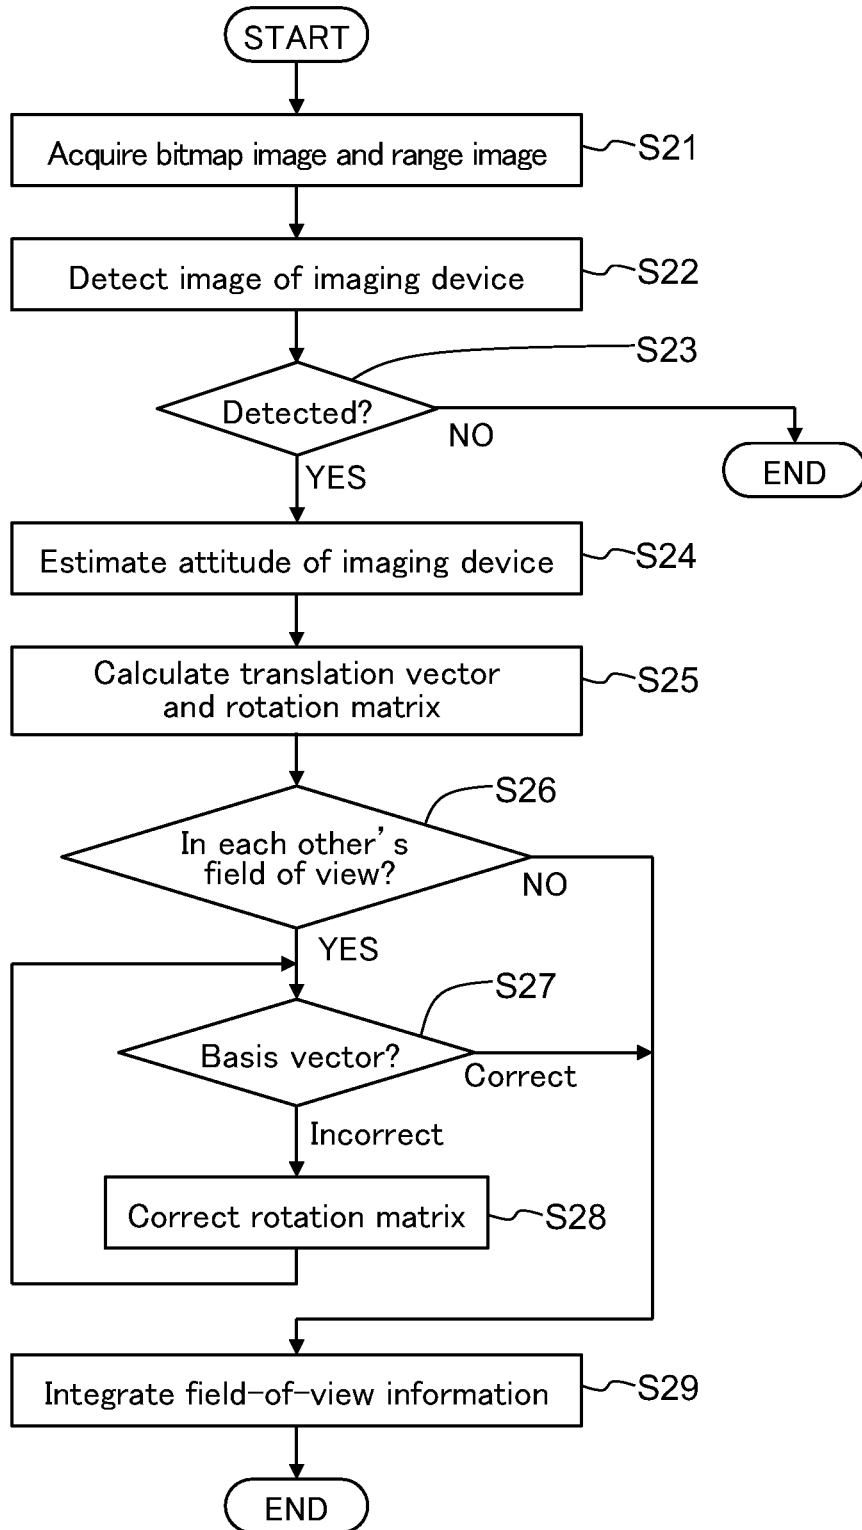 START
Acquire bitmap image and range image
S21
Detect image of imaging device
S22
S23
Detected?
NO
END
YES
Estimate attitude of imaging device
S24
Calculate translation vector
and rotation matrix
S25
S26
In each other's
field of view?
NO
YES
S27
Basis vector?
Correct
Incorrect
Correct rotation matrix
S28
Integrate field-of-view information
S29
END